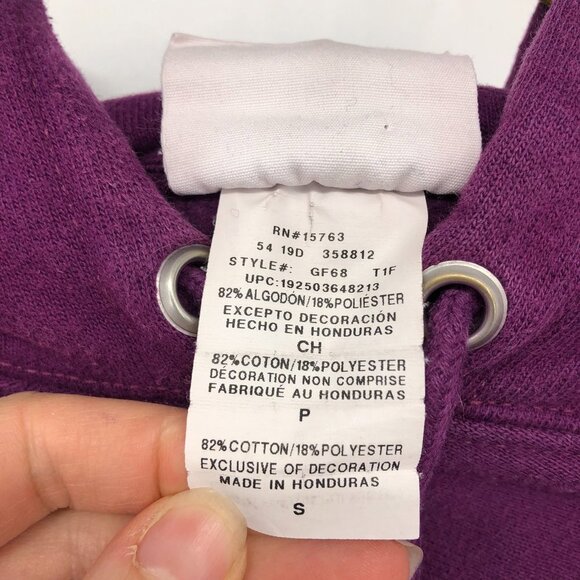 RN#15763
54 19D 358812
STYLE#: GF68 T1F
UPC:192503648213
82% ALGODÓN/18% POLIÉSTER
EXCEPTO DECORACIÓN
HECHO EN HONDURAS
CH
82% COTON/18% POLYESTER
DÉCORATION NON COMPRISE
FABRIQUÉ AU HONDURAS
P
82% COTTON/18% POLYESTER
EXCLUSIVE OF DECORATION
MADE IN HONDURAS
S